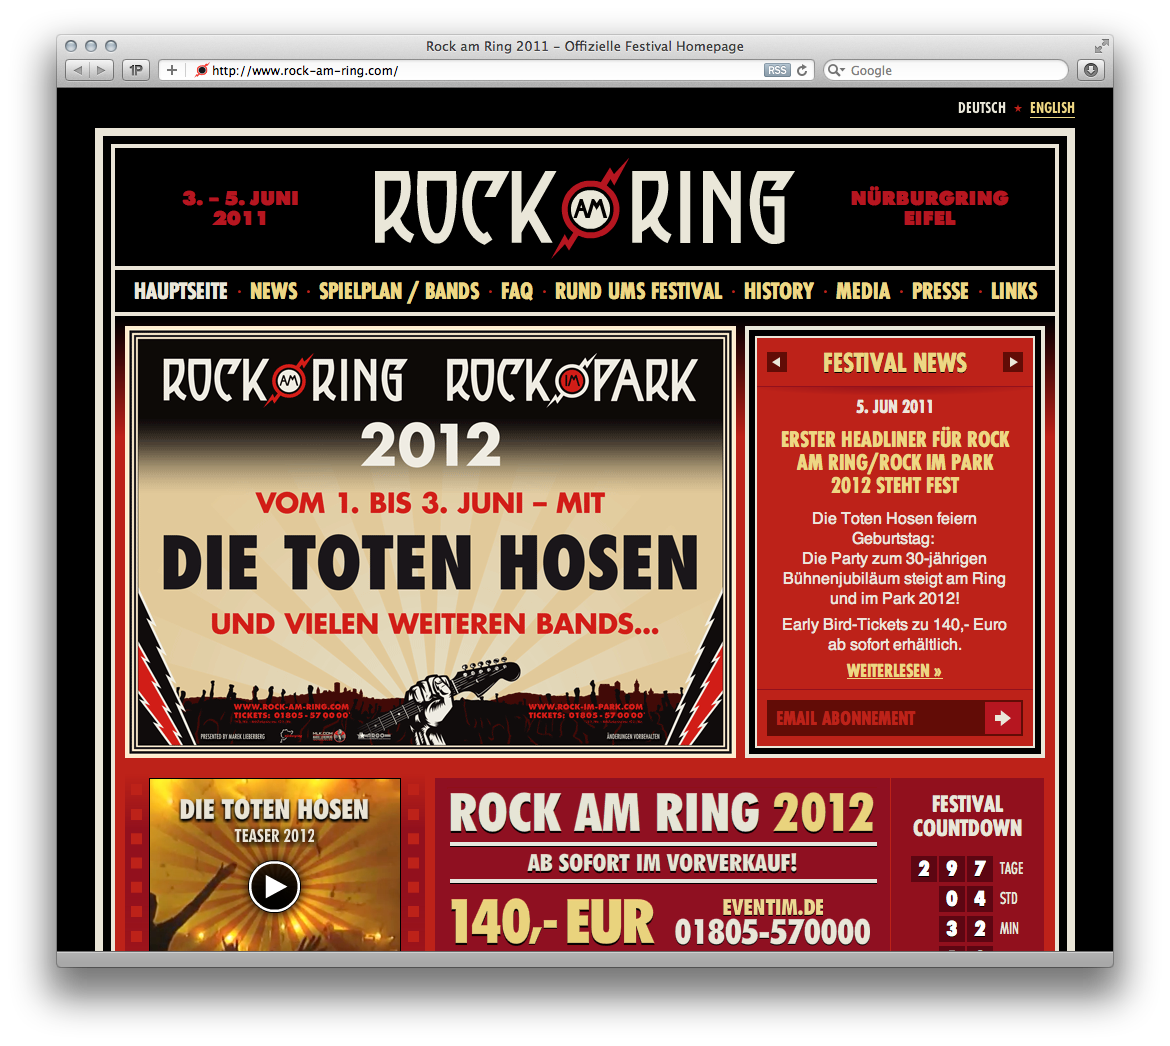 Rock am Ring 2011 – Offizielle Festival Homepage
1P
http://www.rock-am-ring.com/
RSS
Google
DEUTSCH ★ ENGLISH
3. – 5. JUNI
2011
ROCK AM RING
NÜRBURGRING
EIFEL
HAUPTSEITE · NEWS · SPIELPLAN / BANDS · FAQ · RUND UMS FESTIVAL · HISTORY · MEDIA · PRESSE · LINKS
ROCK AM RING
ROCK IM PARK
2012
VOM 1. BIS 3. JUNI – MIT
DIE TOTEN HOSEN
UND VIELEN WEITEREN BANDS...
WWW.ROCK-AM-RING.COM
TICKETS: 01805 - 57 00 00
WWW.ROCK-IM-PARK.COM
TICKETS: 01805 - 57 00 00
PRESENTED BY MAREK LIEBERBERG
ÄNDERUNGEN VORBEHALTEN
FESTIVAL NEWS
5. JUN 2011
ERSTER HEADLINER FÜR ROCK
AM RING/ROCK IM PARK
2012 STEHT FEST
Die Toten Hosen feiern
Geburtstag:
Die Party zum 30-jährigen
Bühnenjubiläum steigt am Ring
und im Park 2012!
Early Bird-Tickets zu 140,- Euro
ab sofort erhältlich.
WEITERLESEN »
EMAIL ABONNEMENT
DIE TOTEN HOSEN
TEASER 2012
ROCK AM RING 2012
AB SOFORT IM VORVERKAUF!
140,- EUR
EVENTIM.DE
01805-570000
FESTIVAL
COUNTDOWN
297 TAGE
04 STD
32 MIN